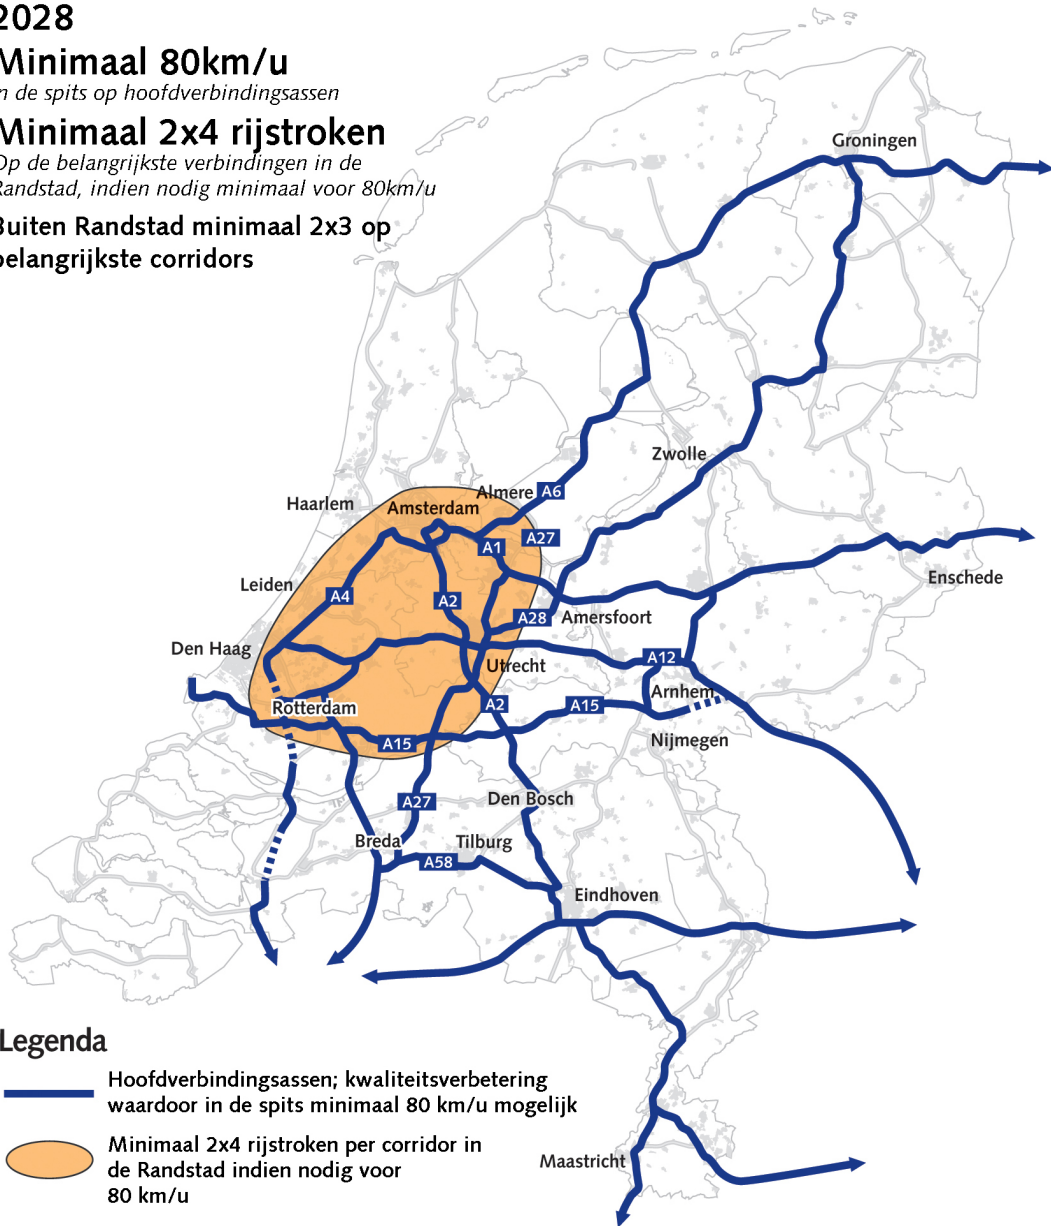 2028
Minimaal 80km/u
in de spits op hoofdverbindingsassen
Minimaal 2x4 rijstroken
Op de belangrijkste verbindingen in de
Randstad, indien nodig minimaal voor 80km/u
Buiten Randstad minimaal 2x3 op
belangrijkste corridors
Groningen
Zwolle
Almere
A6
Haarlem
Amsterdam
A27
A1
Enschede
Leiden
A4
A2
A28
Amersfoort
Den Haag
Utrecht
A12
Arnhem
Rotterdam
A2
A15
A15
Nijmegen
A27
Den Bosch
Breda
Tilburg
A58
Eindhoven
Legenda
Hoofdverbindingsassen; kwaliteitsverbetering
waardoor in de spits minimaal 80 km/u mogelijk
Minimaal 2x4 rijstroken per corridor in
de Randstad indien nodig voor
80 km/u
Maastricht